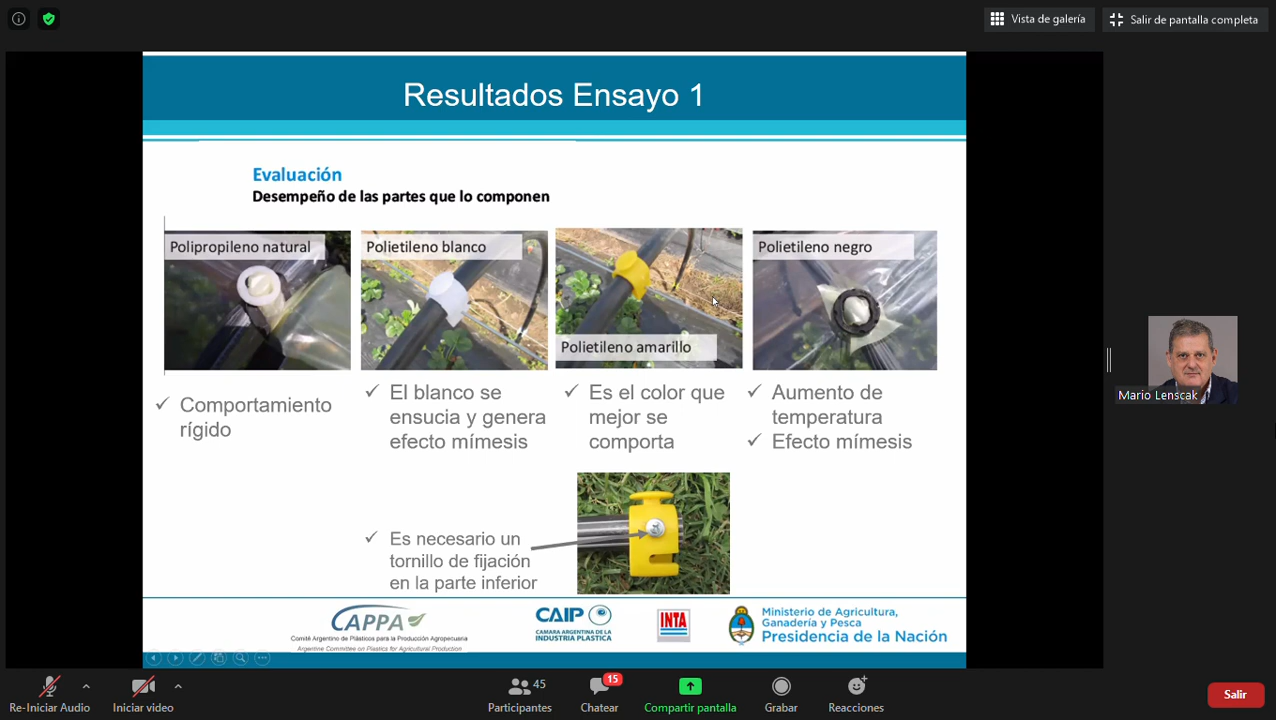 Vista de galería
Salir de pantalla completa
Resultados Ensayo 1
Evaluación
Desempeño de las partes que lo componen
Polipropileno natural
Polietileno blanco
Polietileno amarillo
Polietileno negro
✓ Comportamiento
rígido
✓ El blanco se
ensucia y genera
efecto mímesis
✓ Es el color que
mejor se
comporta
✓ Aumento de
temperatura
✓ Efecto mímesis
✓ Es necesario un
tornillo de fijación
en la parte inferior
Mario Lenscak
CAPPA
Comité Argentino de Plásticos para la Producción Agropecuaria
Argentine Committee on Plastics for Agricultural Production
CAIP
CAMARA ARGENTINA DE LA
INDUSTRIA PLASTICA
INTA
Ministerio de Agricultura,
Ganadería y Pesca
Presidencia de la Nación
Re-Iniciar Audio
Iniciar video
45
Participantes
15
Chatear
Compartir pantalla
Grabar
Reacciones
Salir